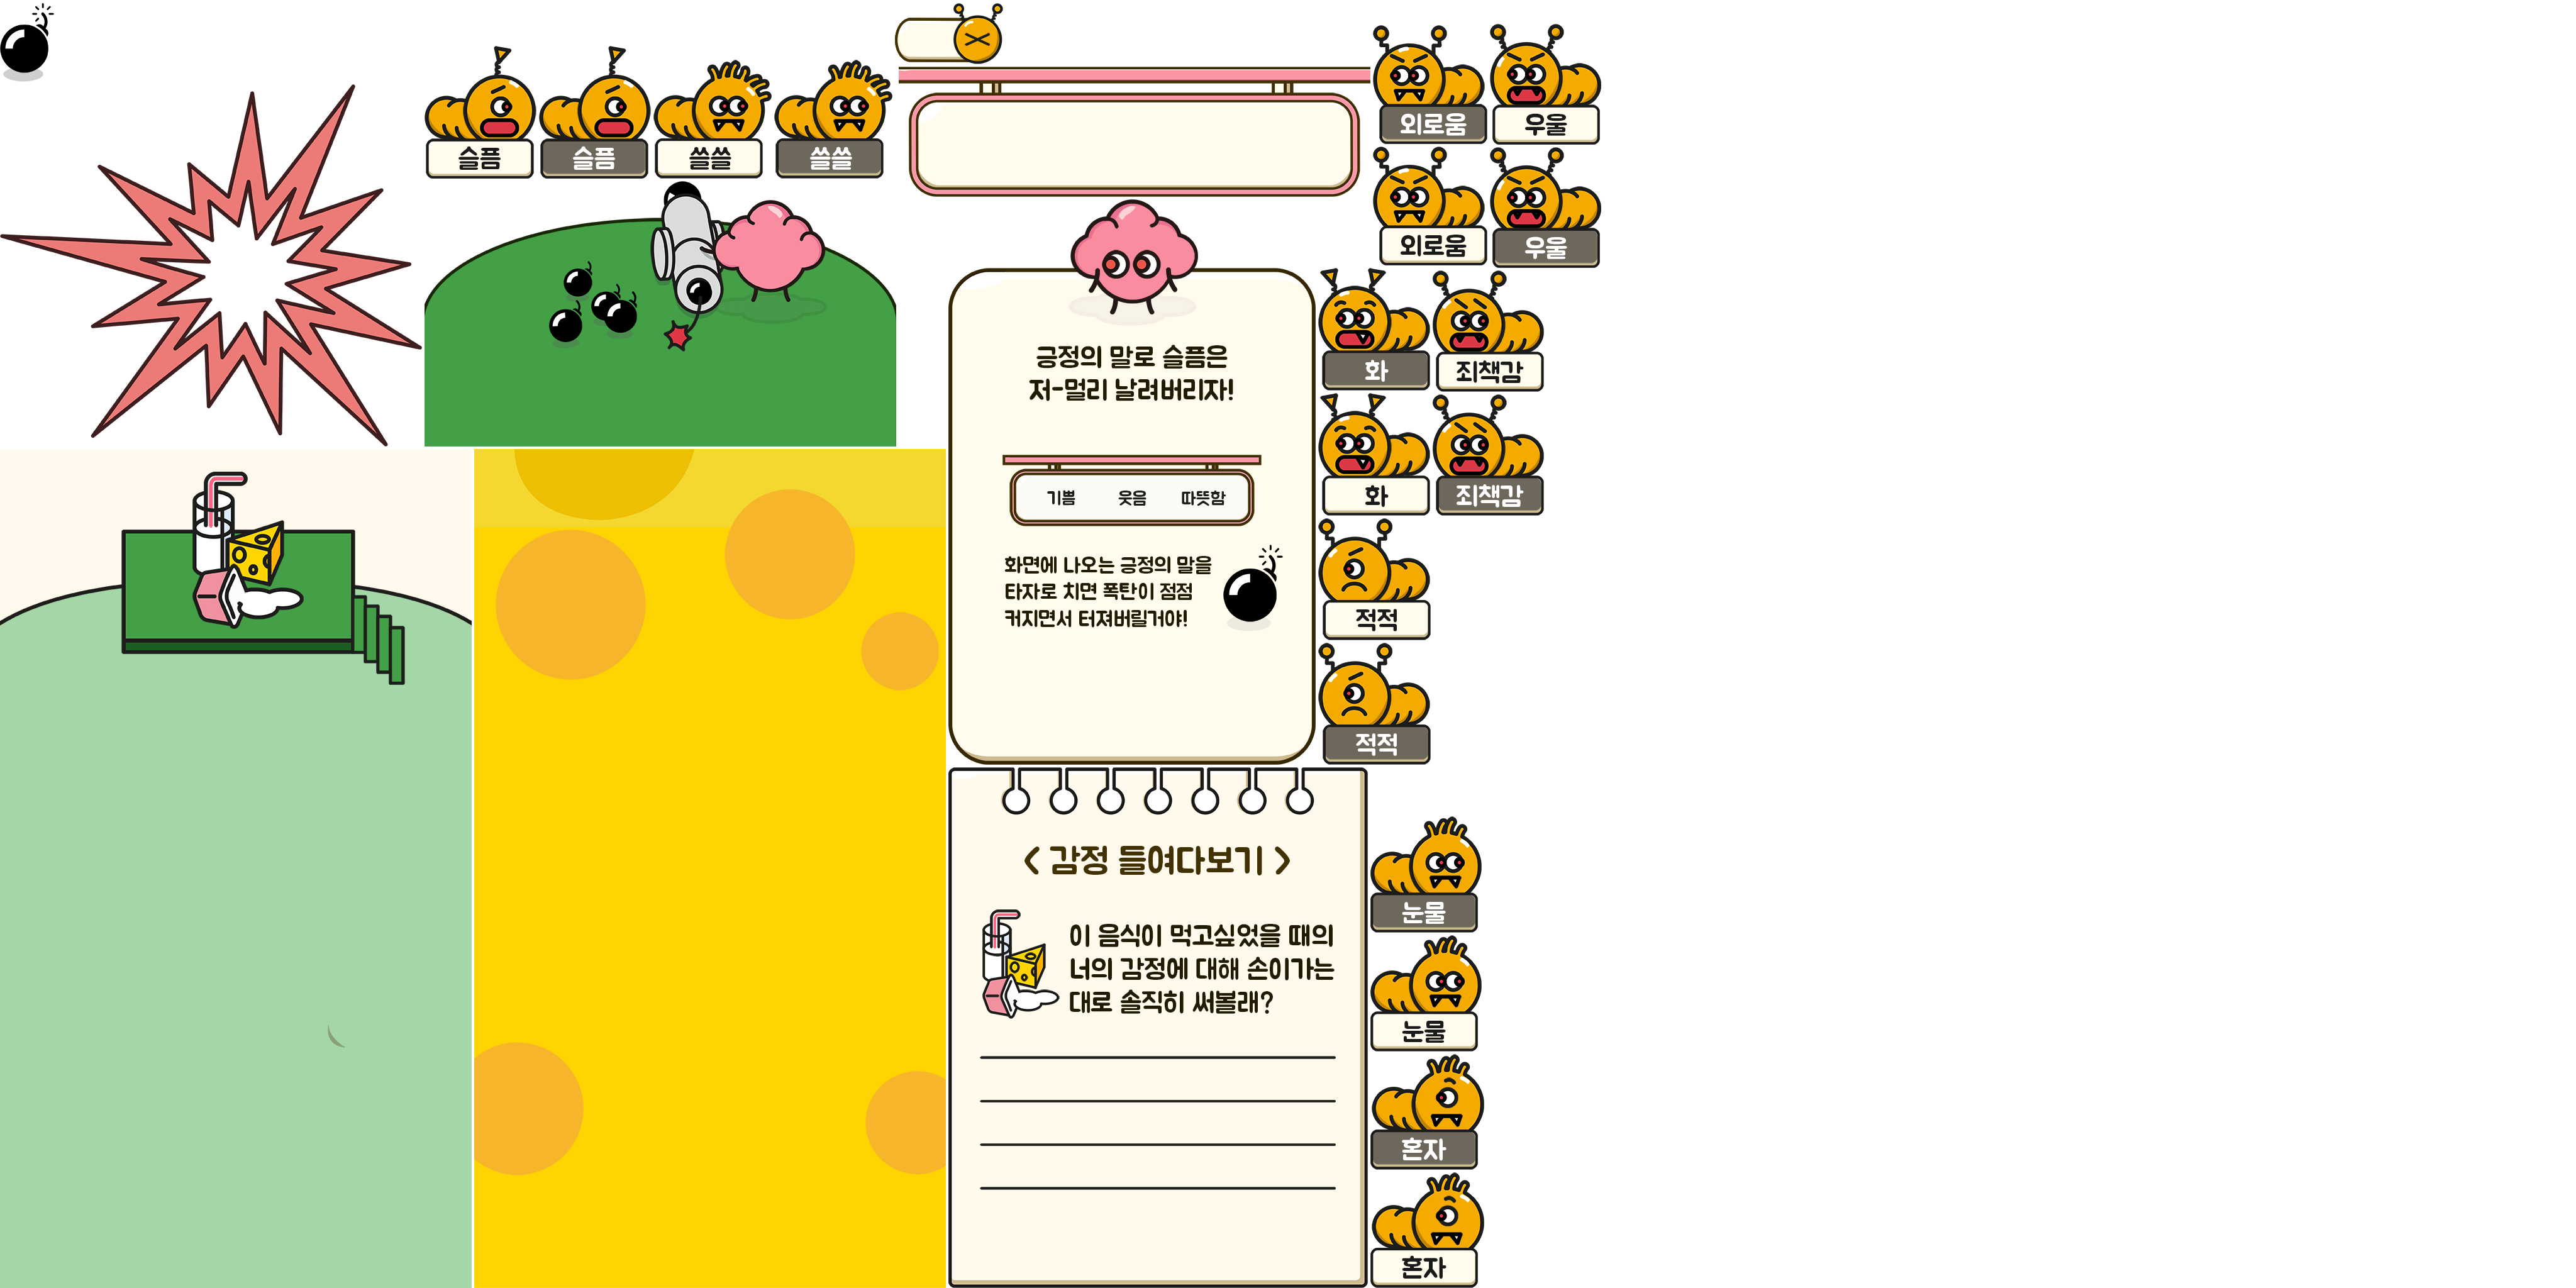 슬픔
슬픔
쓸쓸
쓸쓸
외로움
우울
외로움
우울
긍정의 말로 슬픔은
저-멀리 날려버리자!
기쁨 웃음 따뜻함
화면에 나오는 긍정의 말을
타자로 치면 폭탄이 점점
커지면서 터져버릴거야!
화
죄책감
화
죄책감
적적
적적
< 감정 들여다보기 >
이 음식이 먹고싶었을 때의
너의 감정에 대해 손이가는
대로 솔직히 써볼래?
눈물
눈물
혼자
혼자